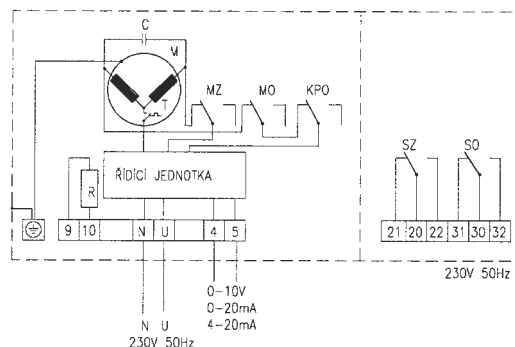 C
M
T
MZ MO KPO
SZ SO
R
ŘÍDÍCÍ JEDNOTKA
9 10 N U 4 5
21 20 22 31 30 32
230V 50Hz
0-10V
0-20mA
4-20mA
N U
230V 50Hz